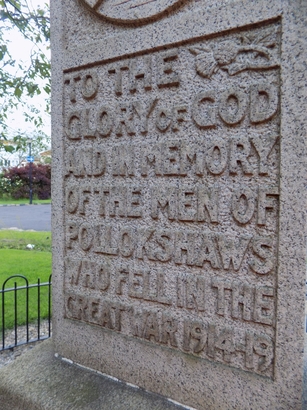 TO THE
GLORY OF GOD
AND IN MEMORY
OF THE MEN OF
POLLOKSHAWS
WHO FELL IN THE
GREAT WAR 1914-19